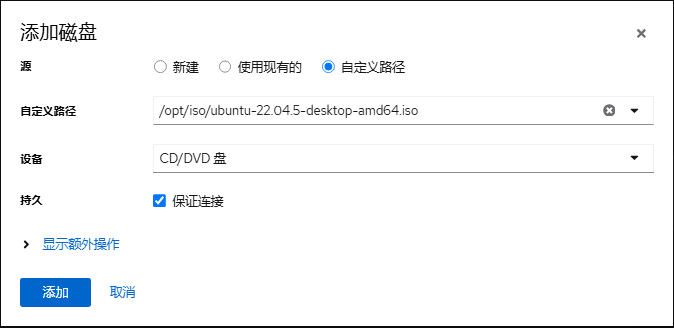 添加磁盘
源 新建 使用现有的 自定义路径
自定义路径 /opt/iso/ubuntu-22.04.5-desktop-amd64.iso
设备 CD/DVD 盘
持久 保证连接
显示额外操作
添加 取消